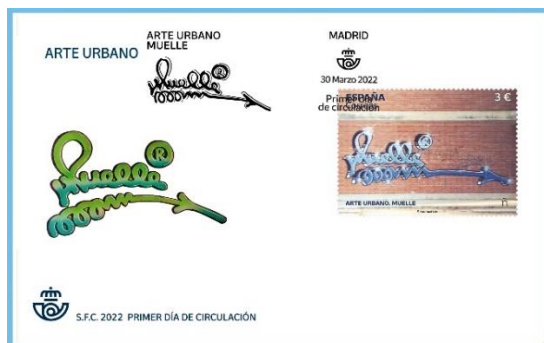 ARTE URBANO
ARTE URBANO
MUELLE
Muelle®
MADRID
30 Marzo 2022
Primer día
de circulación
Muelle®
ESPAÑA
CORREOS
3 €
Muelle®
ARTE URBANO. MUELLE
S.F.C. 2022 PRIMER DÍA DE CIRCULACIÓN